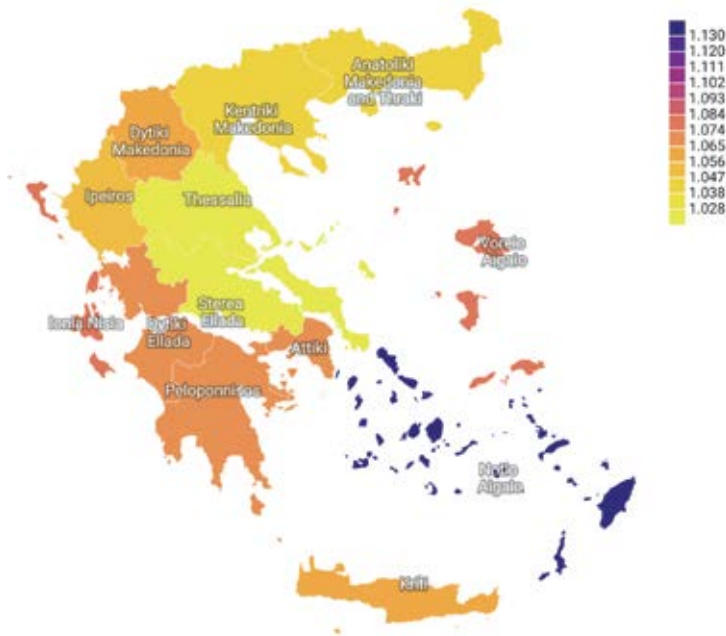 Anatoliki
Makedonia
and Thraki
Kentriki
Makedonia
Dytiki
Makedonia
Ipeiros
Thessalia
Voreio
Aigaio
Sterea
Ellada
Ionia Nisia
Dytiki
Ellada
Attiki
Peloponnisos
Notio
Aigaio
Kriti
1.130
1.120
1.111
1.102
1.093
1.084
1.074
1.065
1.056
1.047
1.038
1.028